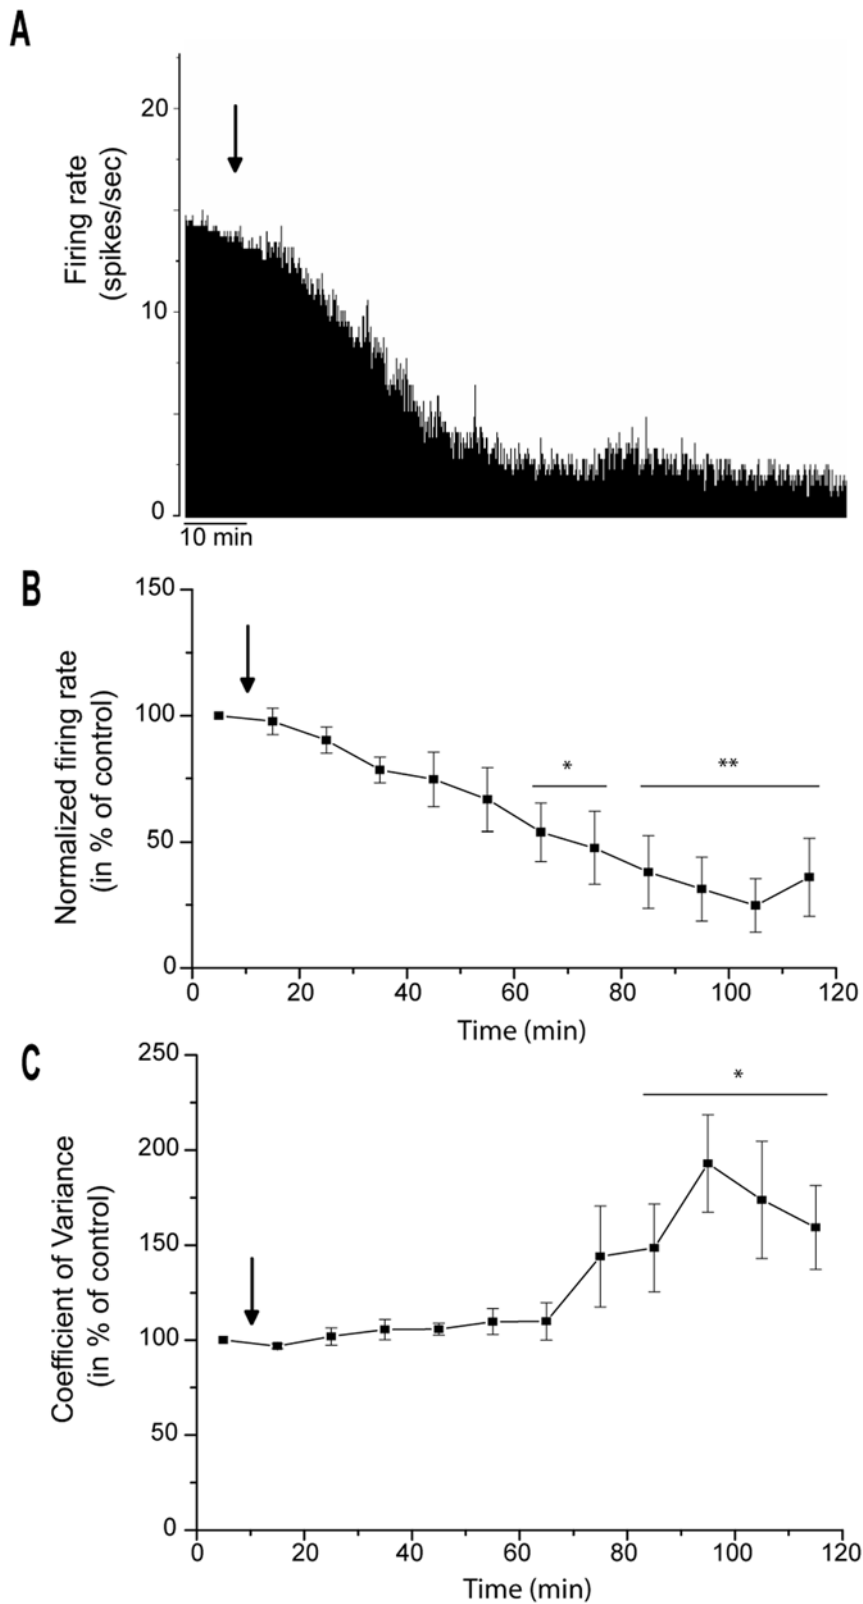 A
Firing rate
(spikes/sec)
20
10
0
10 min
B
Normalized firing rate
(in % of control)
150
100
50
0
*
**
0 20 40 60 80 100 120
Time (min)
C
Coefficient of Variance
(in % of control)
250
200
150
100
50
0
*
0 20 40 60 80 100 120
Time (min)